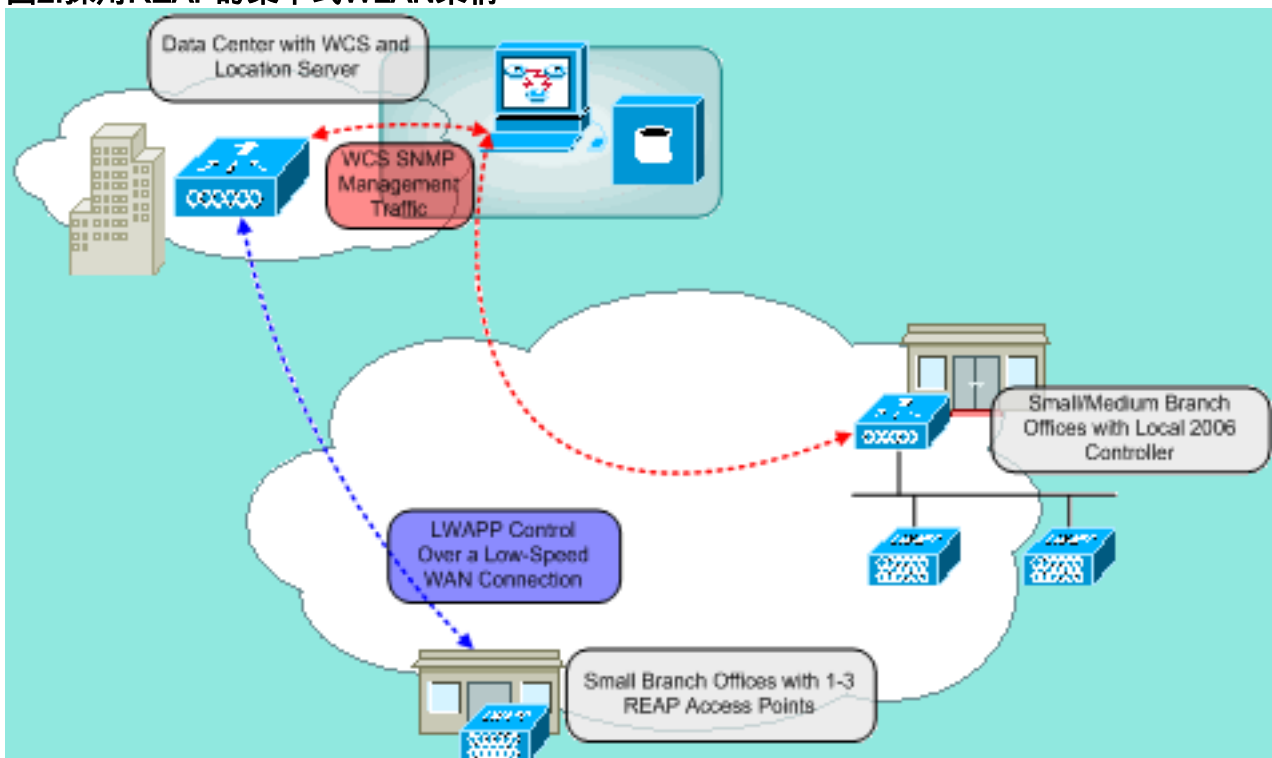 Data Center with WCS and
Location Server
WCS SNMP
Management
Traffic
Small/Medium Branch
Offices with Local 2006
Controller
LWAPP Control
Over a Low-Speed
WAN Connection
Small Branch Offices with 1-3
REAP Access Points